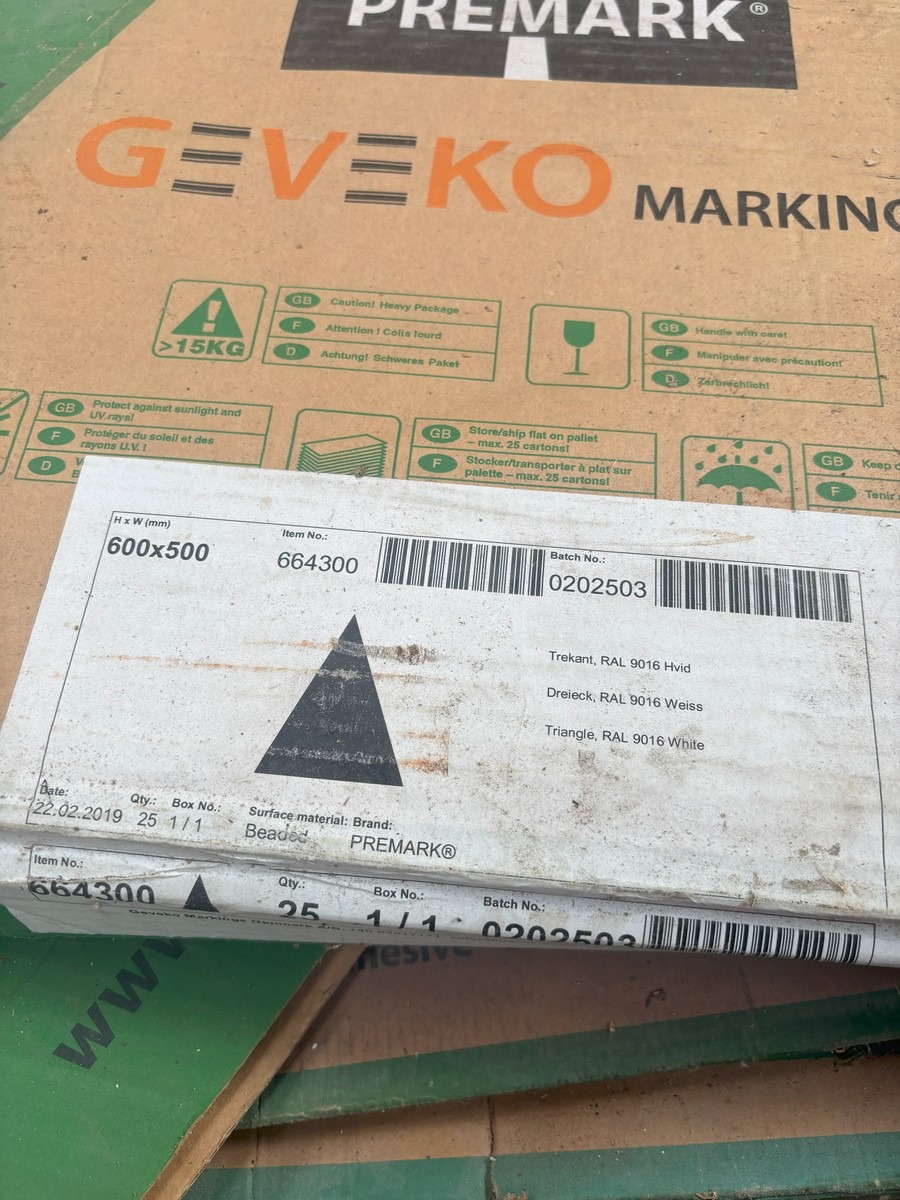 PREMARK®
GEVEKO MARKING
>15KG
GB Caution! Heavy Package
F Attention ! Colis lourd
D Achtung! Schweres Paket
GB Handle with care!
F Manipuler avec précaution!
D Zerbrechlich!
GB Protect against sunlight and
UV rays!
F Protéger du soleil et des
rayons U.V. !
D
GB Store/ship flat on pallet
– max. 25 cartons!
F Stocker/transporter à plat sur
palette – max. 25 cartons!
GB Keep
F Tenir
H x W (mm)
600x500
Item No.:
664300
Batch No.:
0202503
Trekant, RAL 9016 Hvid
Dreieck, RAL 9016 Weiss
Triangle, RAL 9016 White
Date:
22.02.2019
Qty.:
25
Box No.:
1 / 1
Surface material:
Beaded
Brand:
PREMARK®
Item No.:
664300
Qty.:
25
Box No.:
1 / 1
Batch No.:
0202503
Geveko Markings Denmark A/S
www